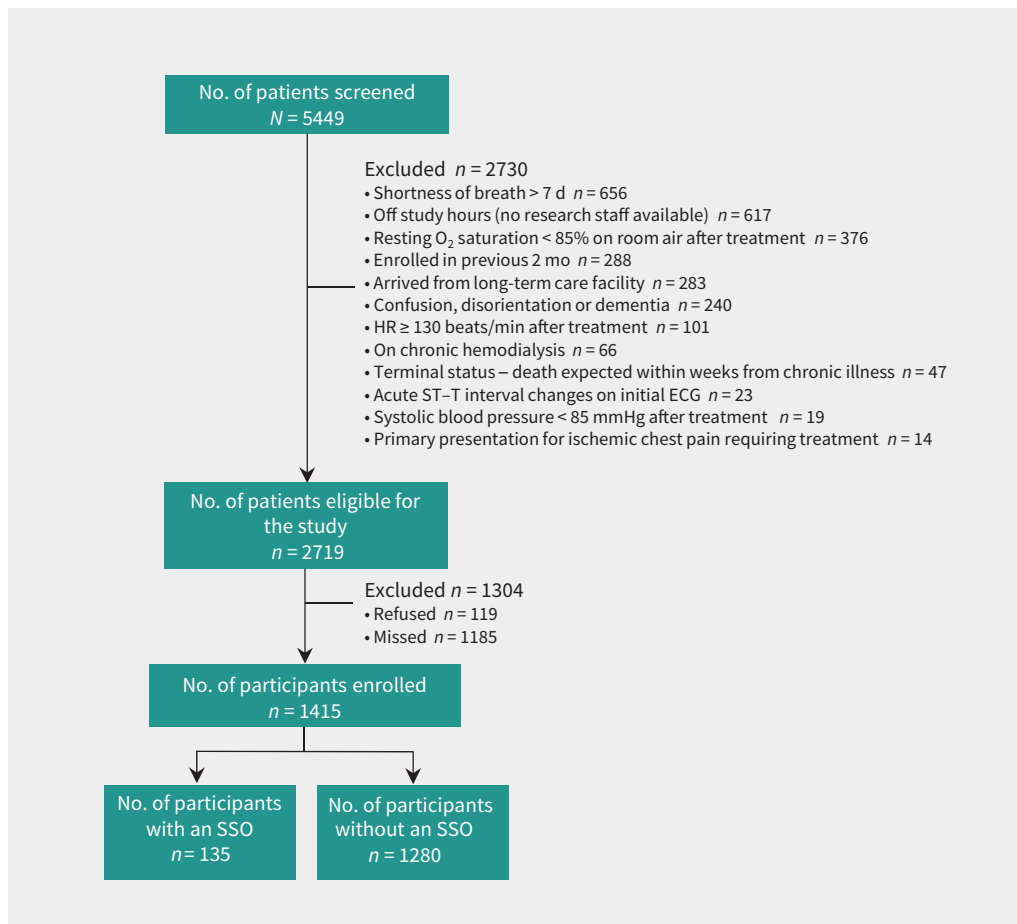 No. of patients screened
N = 5449
Excluded n = 2730
• Shortness of breath > 7 d n = 656
• Off study hours (no research staff available) n = 617
• Resting O₂ saturation < 85% on room air after treatment n = 376
• Enrolled in previous 2 mo n = 288
• Arrived from long-term care facility n = 283
• Confusion, disorientation or dementia n = 240
• HR ≥ 130 beats/min after treatment n = 101
• On chronic hemodialysis n = 66
• Terminal status – death expected within weeks from chronic illness n = 47
• Acute ST–T interval changes on initial ECG n = 23
• Systolic blood pressure < 85 mmHg after treatment n = 19
• Primary presentation for ischemic chest pain requiring treatment n = 14
No. of patients eligible for
the study
n = 2719
Excluded n = 1304
• Refused n = 119
• Missed n = 1185
No. of participants enrolled
n = 1415
No. of participants
with an SSO
n = 135
No. of participants
without an SSO
n = 1280